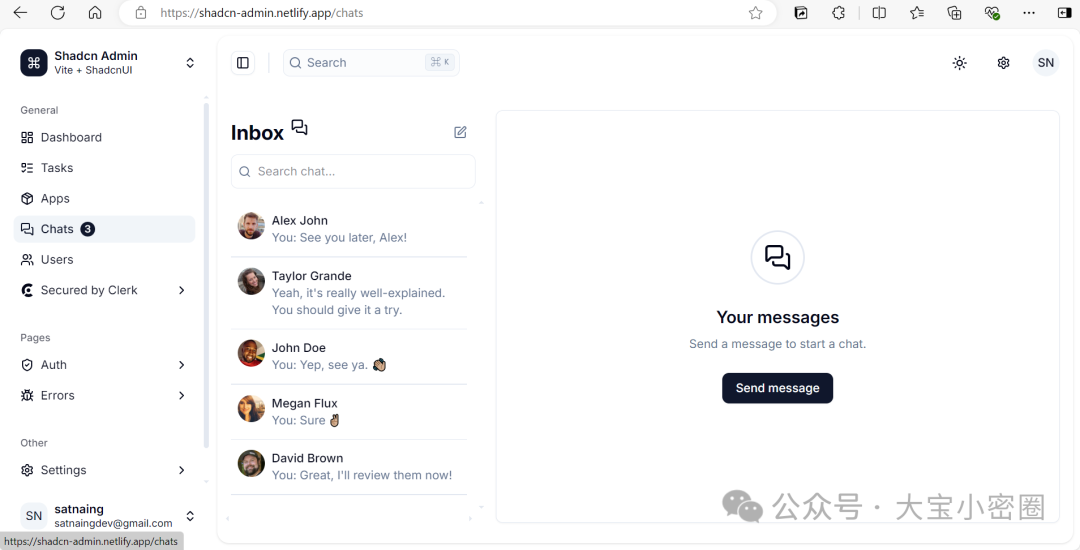 https://shadcn-admin.netlify.app/chats
Shadcn Admin
Vite + ShadcnUI
General
Dashboard
Tasks
Apps
Chats 3
Users
Secured by Clerk
Pages
Auth
Errors
Other
Settings
SN
satnaing
satnaingdev@gmail.com
https://shadcn-admin.netlify.app/chats
Search ⌘ K
SN
Inbox
Search chat...
Alex John
You: See you later, Alex!
Taylor Grande
Yeah, it's really well-explained.
You should give it a try.
John Doe
You: Yep, see ya. 👋🏽
Megan Flux
You: Sure ✌🏽
David Brown
You: Great, I'll review them now!
Your messages
Send a message to start a chat.
Send message
公众号 · 大宝小密圈